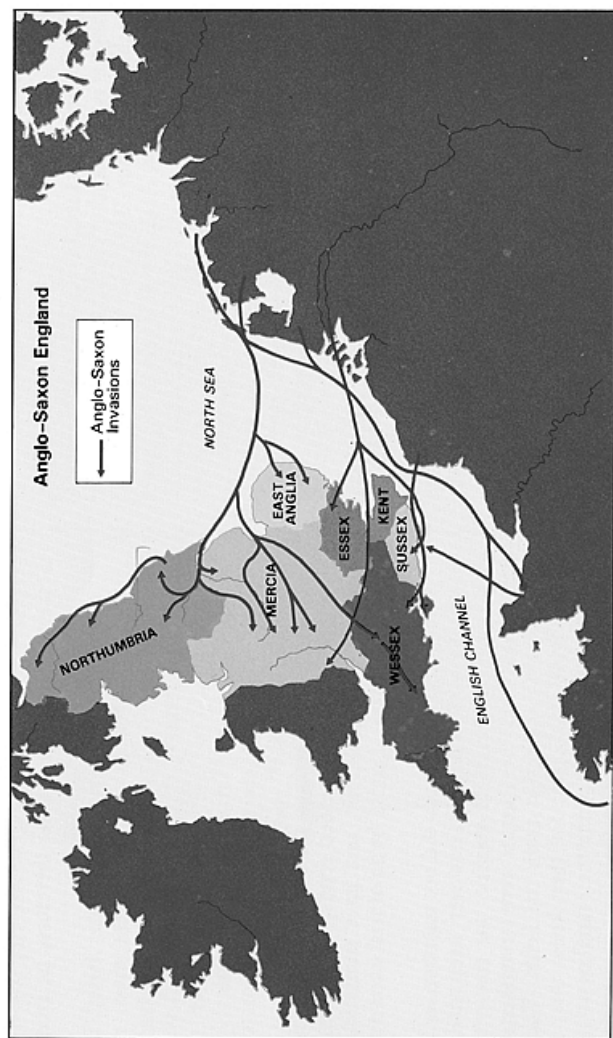 Anglo-Saxon England
Anglo-Saxon
Invasions
NORTH SEA
NORTHUMBRIA
MERCIA
EAST
ANGLIA
ESSEX
KENT
SUSSEX
WESSEX
ENGLISH CHANNEL